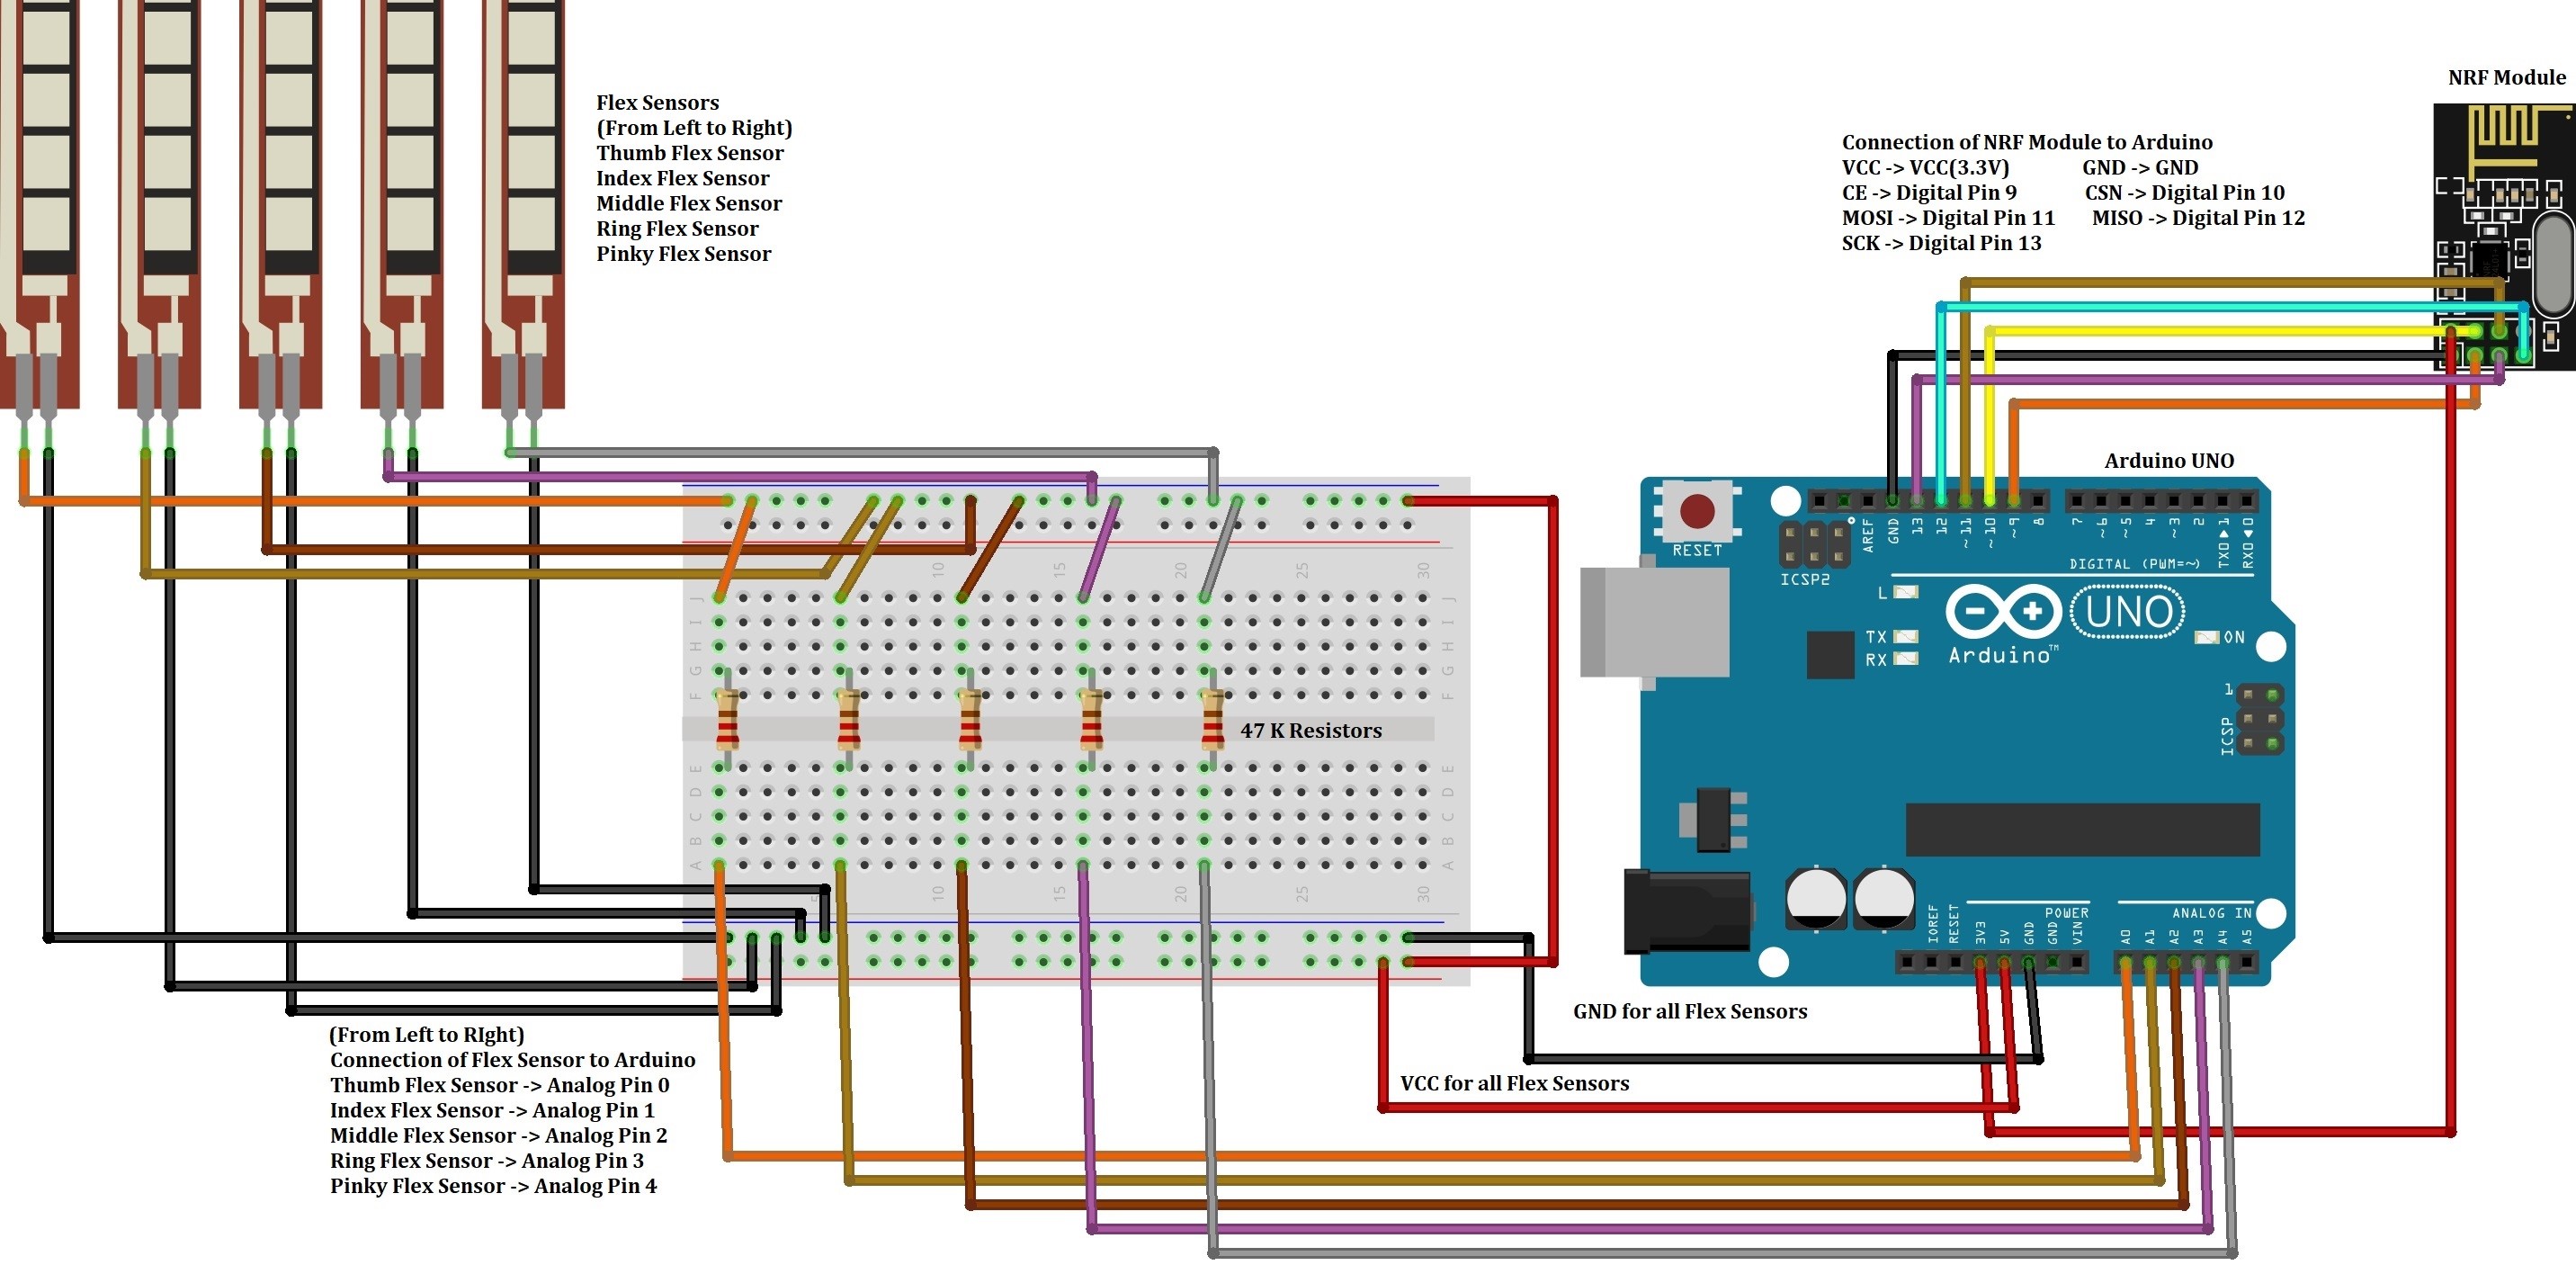 NRF Module
Flex Sensors
(From Left to Right)
Thumb Flex Sensor
Index Flex Sensor
Middle Flex Sensor
Ring Flex Sensor
Pinky Flex Sensor
Connection of NRF Module to Arduino
VCC -> VCC(3.3V) GND -> GND
CE -> Digital Pin 9 CSN -> Digital Pin 10
MOSI -> Digital Pin 11 MISO -> Digital Pin 12
SCK -> Digital Pin 13
Arduino UNO
RESET
ICSP2
AREF
GND
13
12
~11
~10
~9
8
7
~6
~5
4
~3
2
TXD ▶ 1
RXD ◀ 0
DIGITAL (PWM=~)
L
TX
RX
UNO
Arduino™
ON
1
ICSP
10
15
20
25
30
J
J
I
I
H
H
G
G
F
F
47 K Resistors
E
E
D
D
C
C
B
B
A
A
5
10
15
20
25
30
IOREF
RESET
3V3
5V
GND
GND
VIN
POWER
ANALOG IN
A0
A1
A2
A3
A4
A5
GND for all Flex Sensors
VCC for all Flex Sensors
(From Left to RIght)
Connection of Flex Sensor to Arduino
Thumb Flex Sensor -> Analog Pin 0
Index Flex Sensor -> Analog Pin 1
Middle Flex Sensor -> Analog Pin 2
Ring Flex Sensor -> Analog Pin 3
Pinky Flex Sensor -> Analog Pin 4